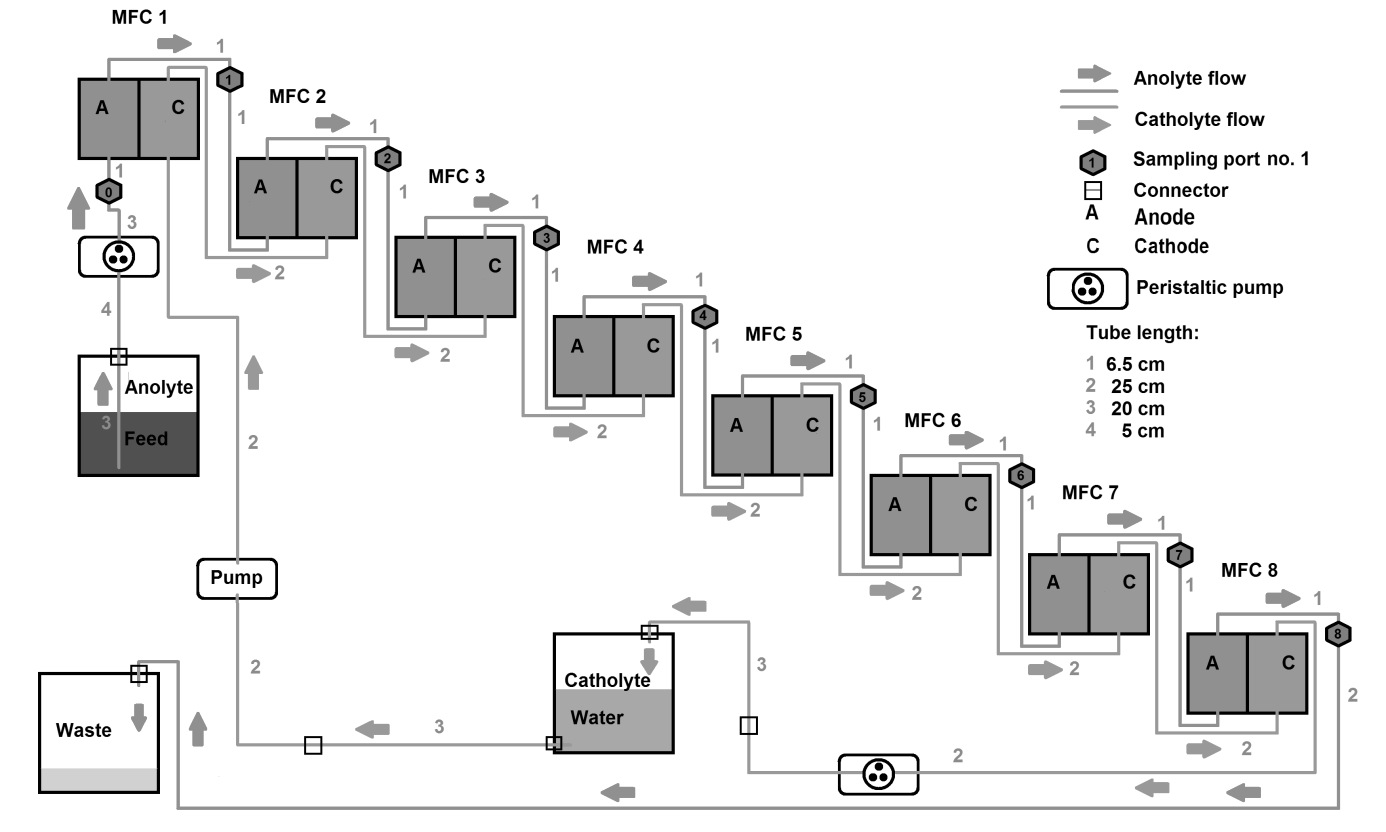 MFC 1
1
1
A C
1
MFC 2
1
2
A C
1
0
3
1
2
MFC 3
1
3
A C
1
2
4
MFC 4
1
4
A C
1
2
MFC 5
1
5
A C
1
2
MFC 6
1
6
A C
1
2
MFC 7
1
7
A C
1
2
MFC 8
1
8
A C
2
2
Anolyte
3
Feed
2
Pump
2
Waste
3
Catholyte
Water
3
2
Anolyte flow
Catholyte flow
1 Sampling port no. 1
Connector
A Anode
C Cathode
Peristaltic pump
Tube length:
1 6.5 cm
2 25 cm
3 20 cm
4 5 cm